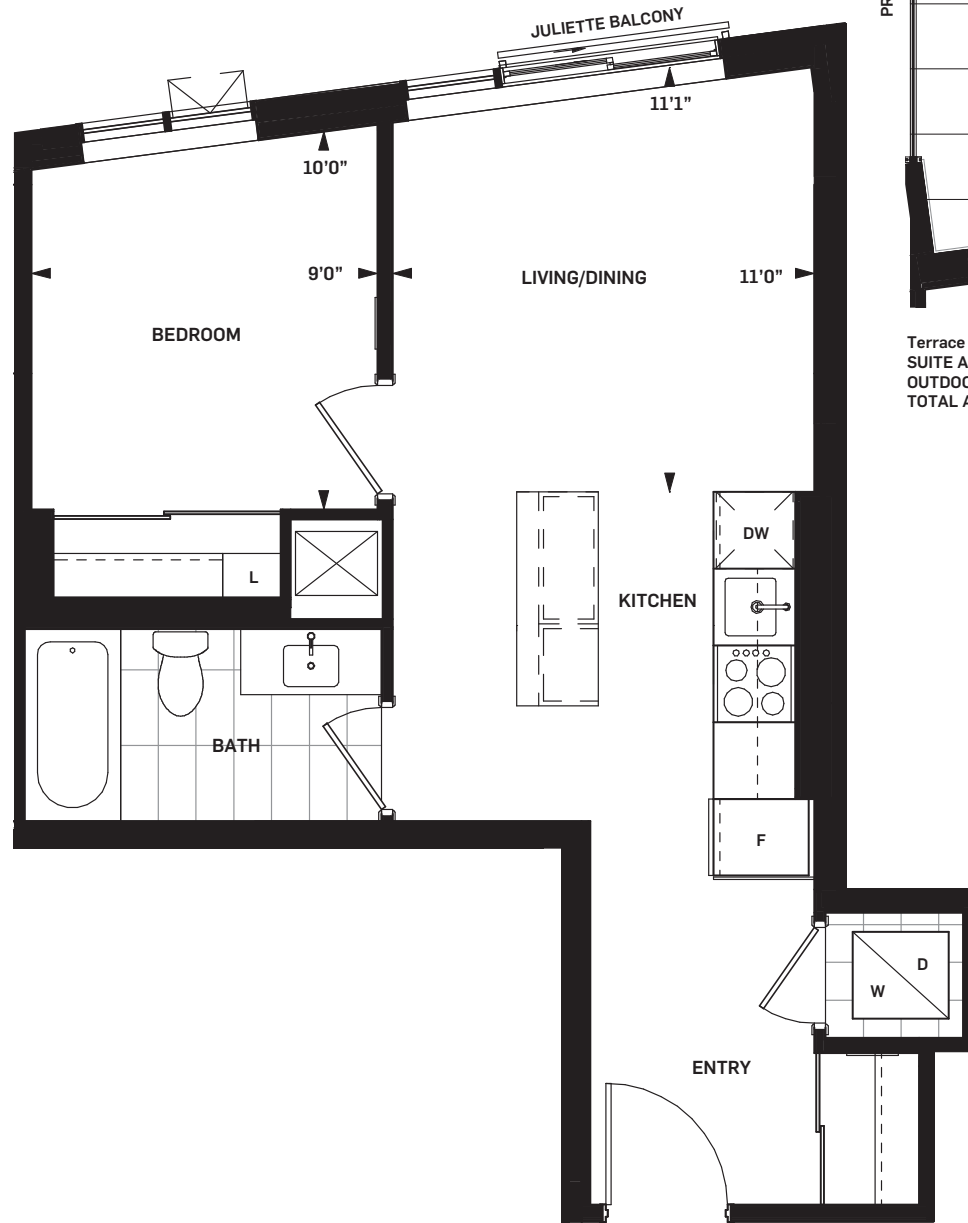 JULIETTE BALCONY
11'1"
10'0"
9'0"
LIVING/DINING
11'0"
BEDROOM
Terrace
SUITE
TOTAL
DW
L
KITCHEN
BATH
F
D
W
ENTRY